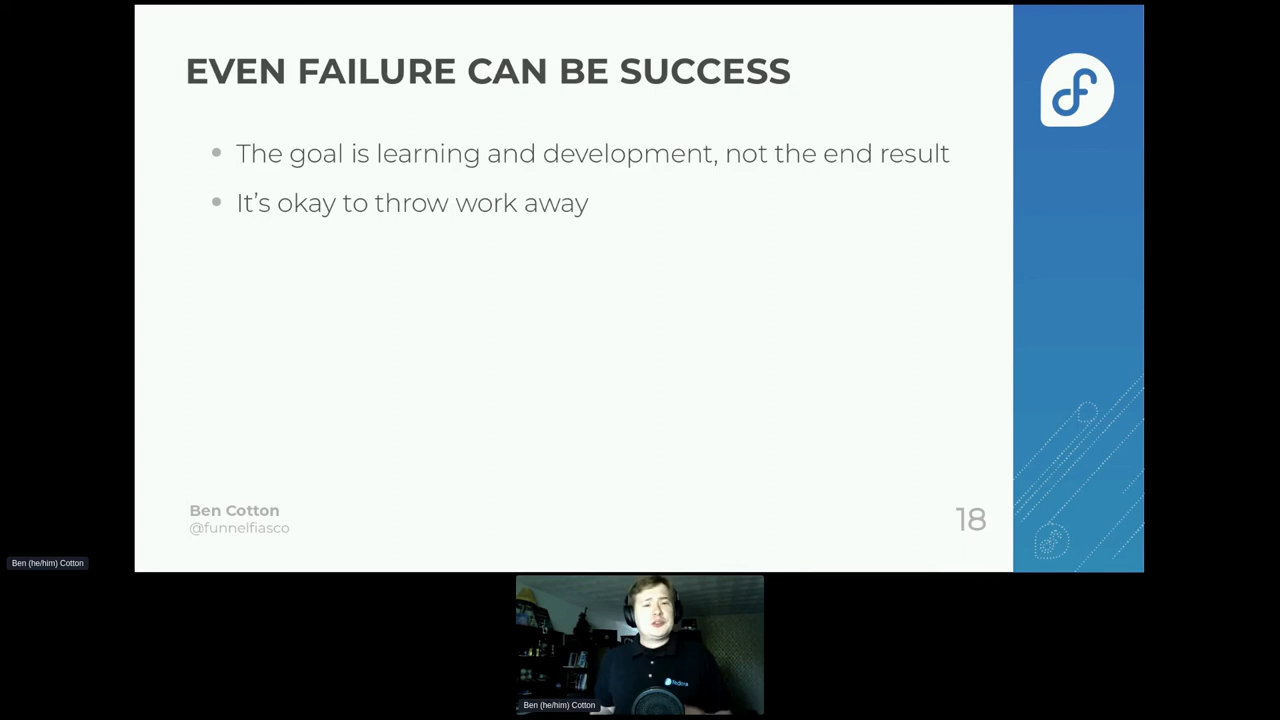 EVEN FAILURE CAN BE SUCCESS
The goal is learning and development, not the end result
It’s okay to throw work away
Ben Cotton
@funnelfiasco
18
Ben (he/him) Cotton
fedora
Ben (he/him) Cotton